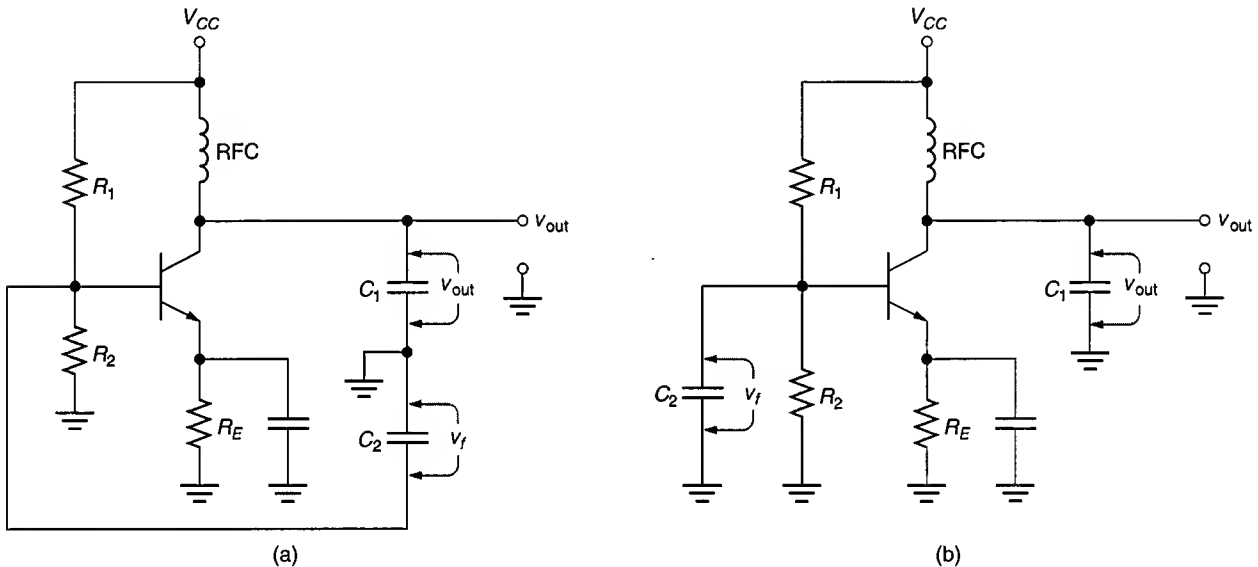 V_CC
RFC
R_1
v_out
C_1
v_out
R_2
R_E
C_2
v_f
(a)
V_CC
RFC
R_1
v_out
C_1
v_out
C_2
v_f
R_2
R_E
(b)